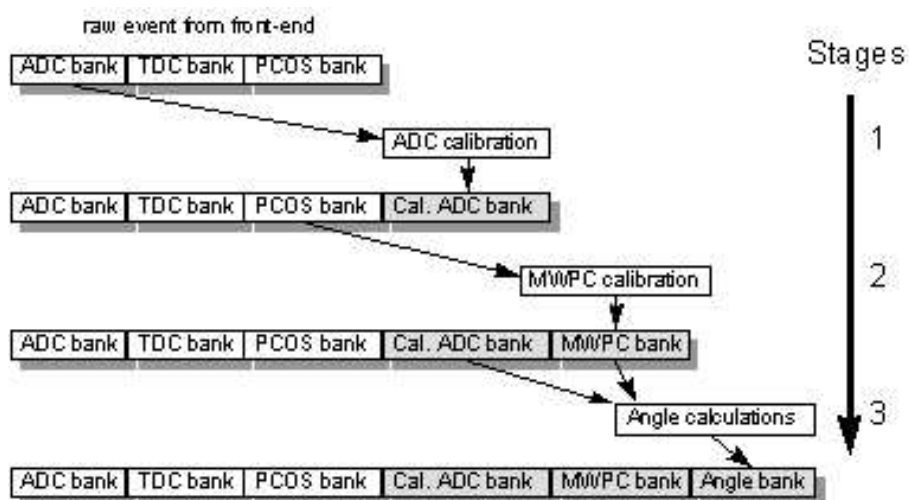 raw event from front-end
Stages
ADC bank TDC bank PCOS bank
1
ADC calibration
ADC bank TDC bank PCOS bank Cal. ADC bank
2
MWPC calibration
ADC bank TDC bank PCOS bank Cal. ADC bank MWPC bank
3
Angle calculations
ADC bank TDC bank PCOS bank Cal. ADC bank MWPC bank Angle bank